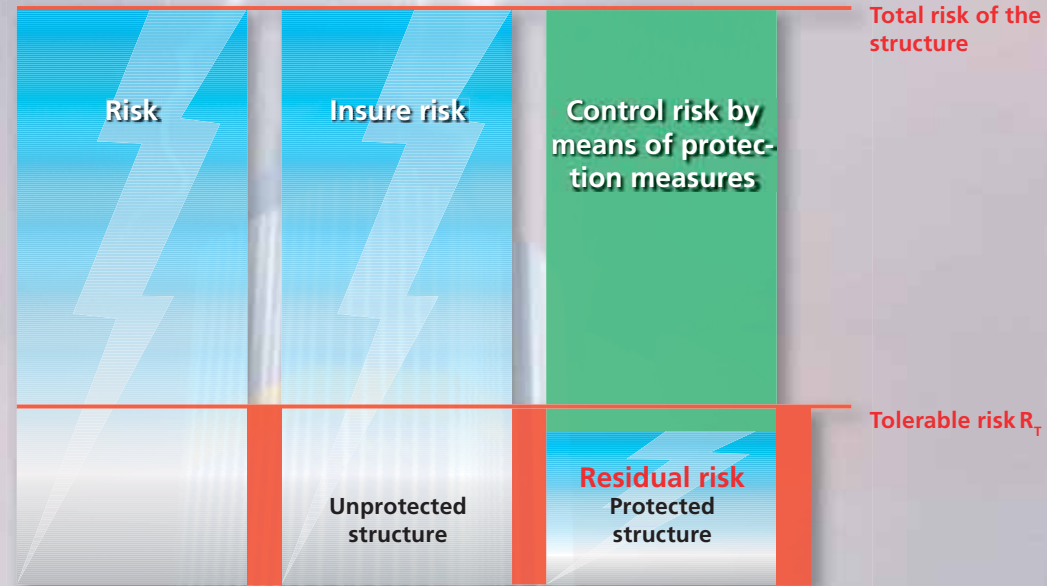 Total risk of the
structure
Risk
Insure risk
Control risk by
means of protec-
tion measures
Tolerable risk R_T
Residual risk
Unprotected
structure
Protected
structure